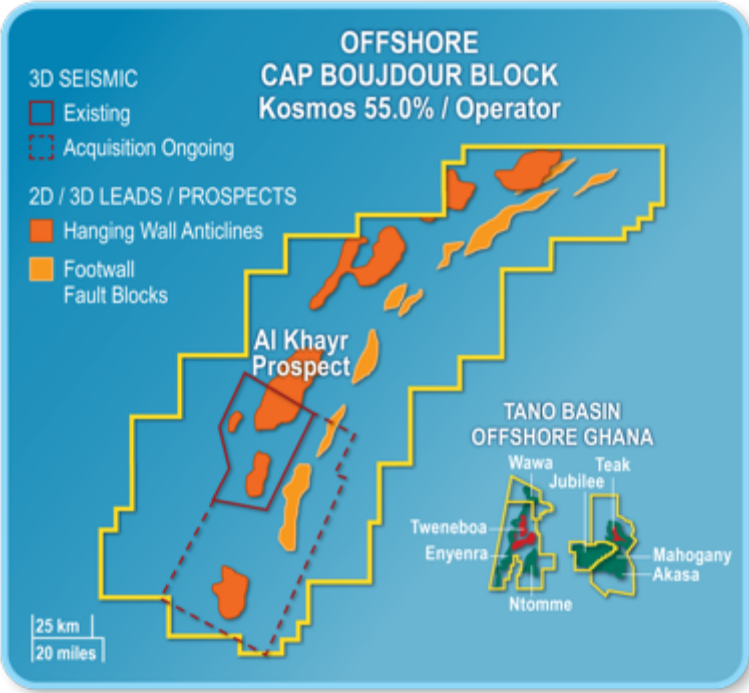 OFFSHORE
CAP BOUJDOUR BLOCK
Kosmos 55.0% / Operator
3D SEISMIC
Existing
Acquisition Ongoing
2D / 3D LEADS / PROSPECTS
Hanging Wall Anticlines
Footwall
Fault Blocks
Al Khayr
Prospect
TANO BASIN
OFFSHORE GHANA
Wawa
Teak
Jubilee
Tweneboa
Enyenra
Mahogany
Akasa
Ntomme
25 km
20 miles